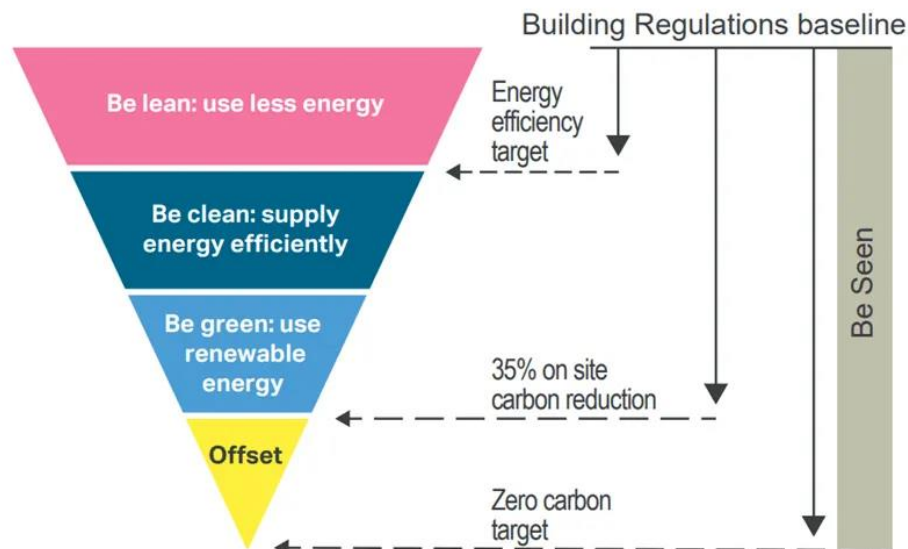 Building Regulations baseline
Be lean: use less energy
Energy
efficiency
target
Be clean: supply
energy efficiently
Be Seen
Be green: use
renewable
energy
35% on site
carbon reduction
Offset
Zero carbon
target